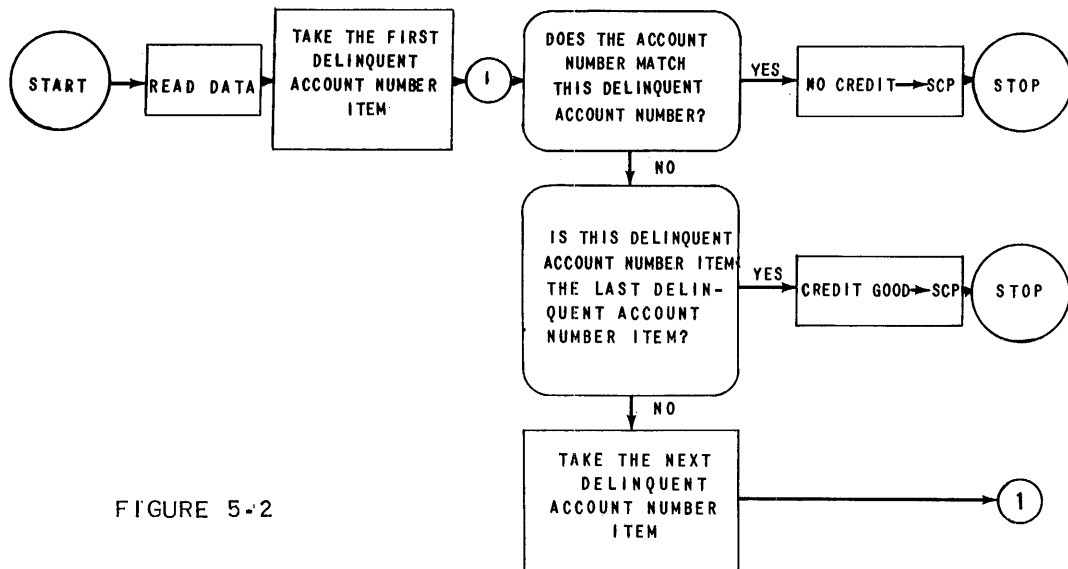 START
READ DATA
TAKE THE FIRST
DELINQUENT
ACCOUNT NUMBER
ITEM
1
DOES THE ACCOUNT
NUMBER MATCH
THIS DELINQUENT
ACCOUNT NUMBER?
YES
NO CREDIT→SCP
STOP
NO
IS THIS DELINQUENT
ACCOUNT NUMBER ITEM
THE LAST DELIN-
QUENT ACCOUNT
NUMBER ITEM?
YES
CREDIT GOOD→SCP
STOP
NO
TAKE THE NEXT
DELINQUENT
ACCOUNT NUMBER
ITEM
1
FIGURE 5-2